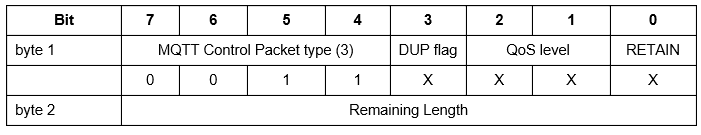 Bit 7 6 5 4 3 2 1 0
byte 1 MQTT Control Packet type (3) DUP flag QoS level RETAIN
0 0 1 1 X X X X
byte 2 Remaining Length